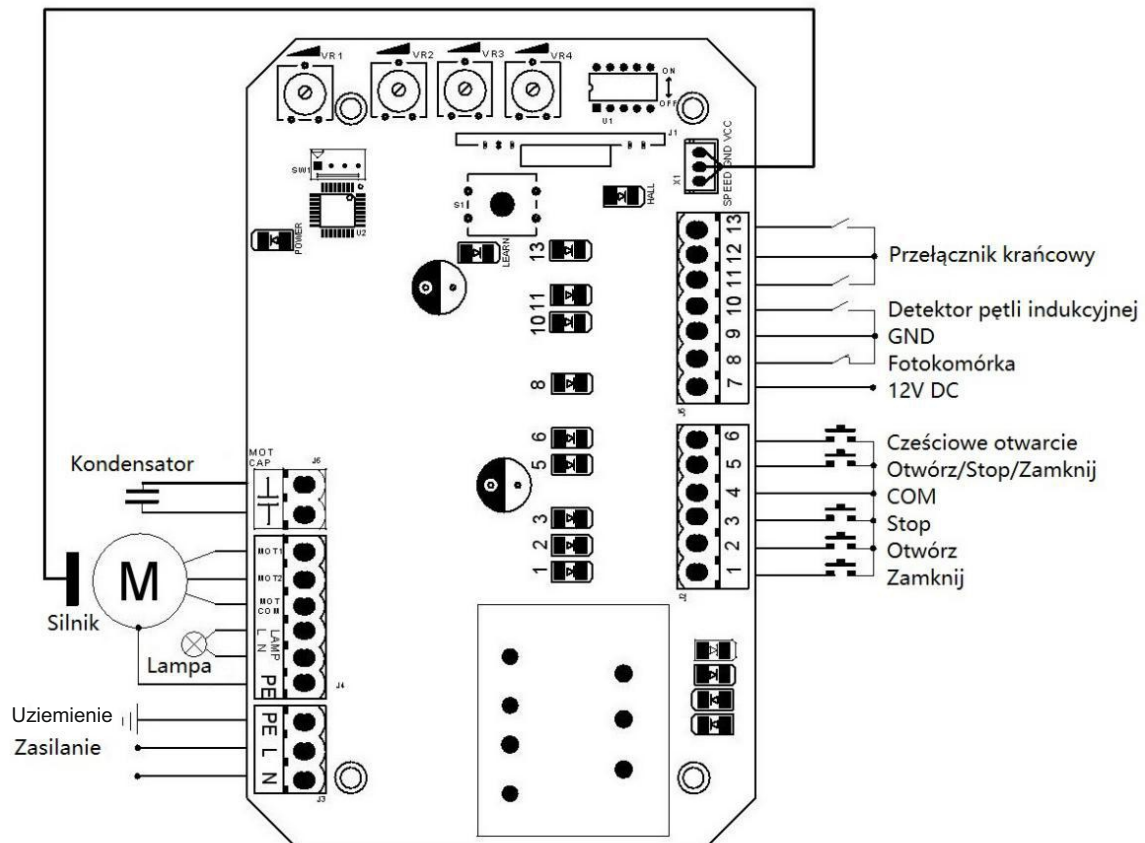 VR1
VR2
VR3
VR4
ON
OFF
U1
J1
SW1
U2
S1
POWER
LEARN
HALL
X1
SPEED GND VCC
13
12
11
10
9
8
7
J5
Przełącznik krańcowy
Detektor pętli indukcyjnej
GND
Fotokomórka
12V DC
13
11
10
8
6
5
3
2
1
6
5
4
3
2
1
Cześciowe otwarcie
Otwórz/Stop/Zamknij
COM
Stop
Otwórz
Zamknij
Kondensator
MOT
CAP
J6
M
Silnik
MOT1
MOT2
MOT
COM
LAMP
L N
PE
J4
Lampa
Uziemienie
Zasilanie
PE
L
N
J3